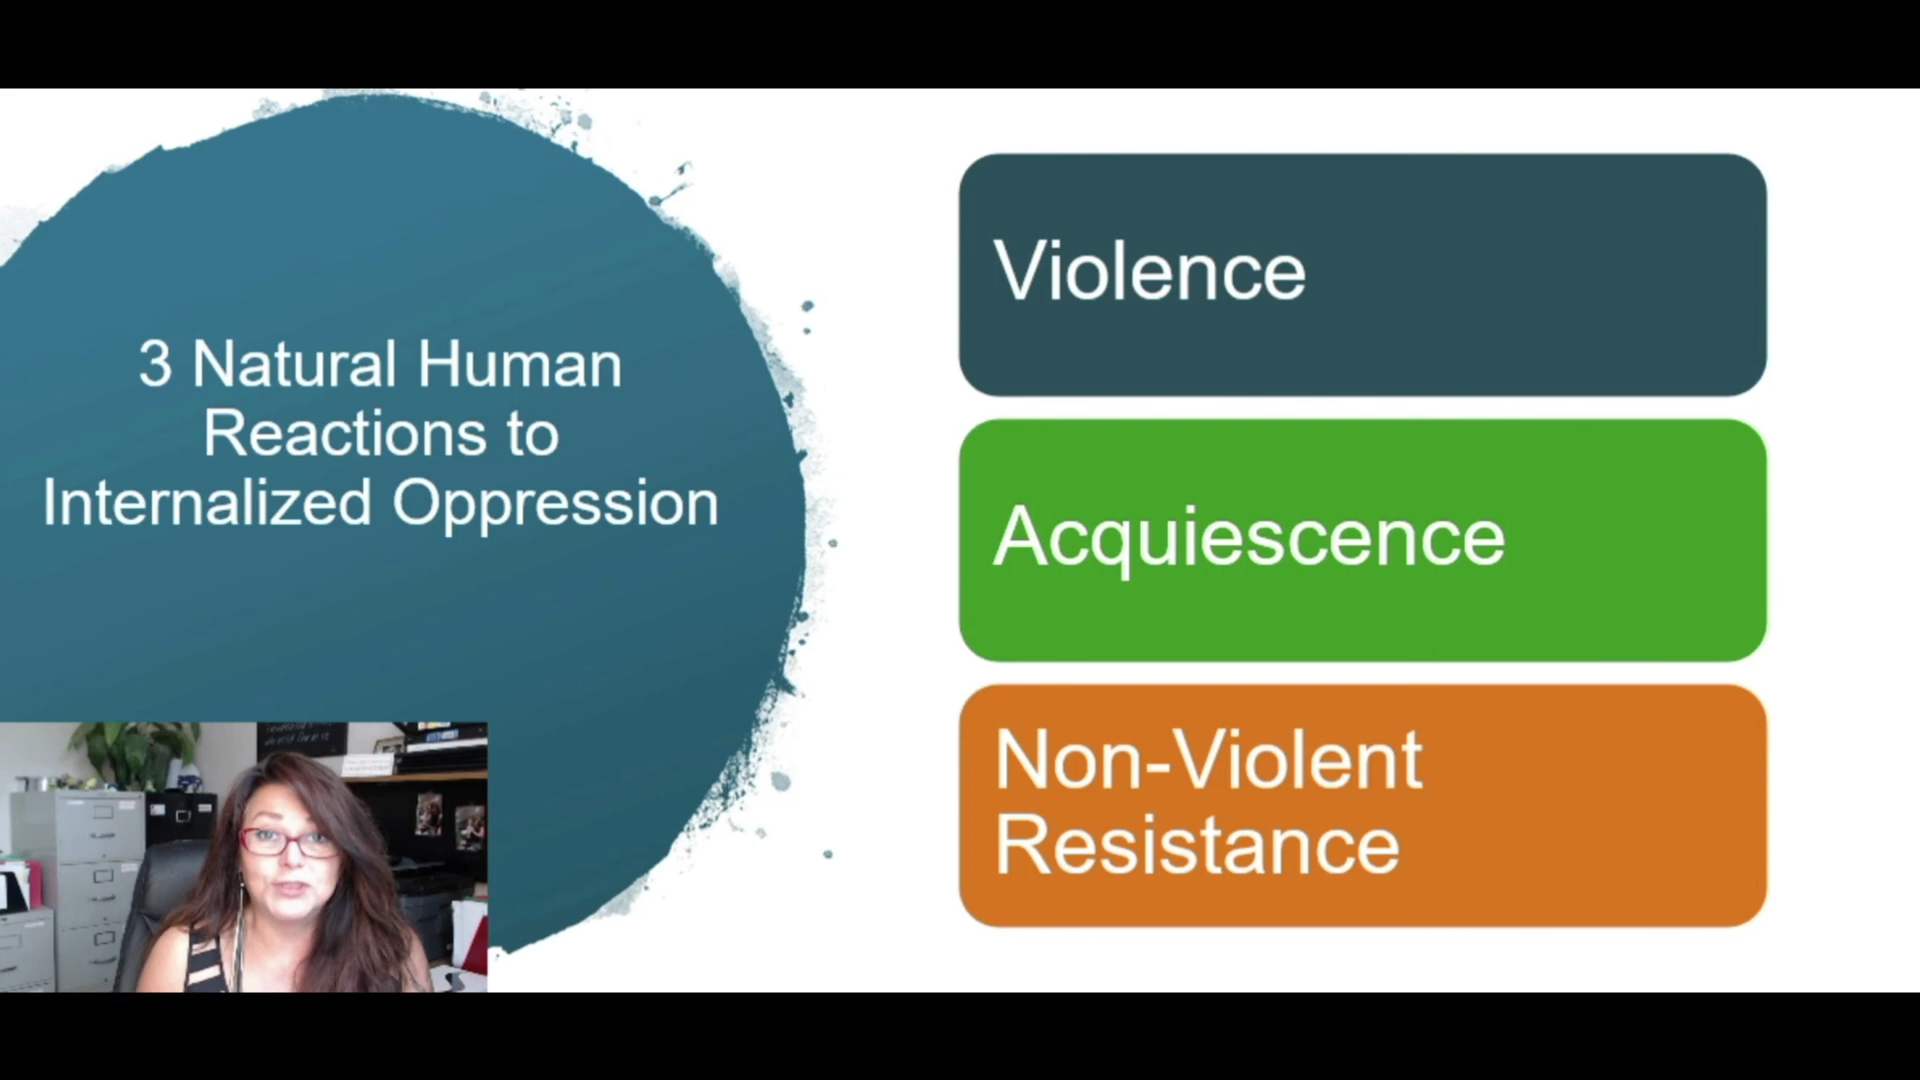 3 Natural Human
Reactions to
Internalized Oppression
Violence
Acquiescence
Non-Violent
Resistance